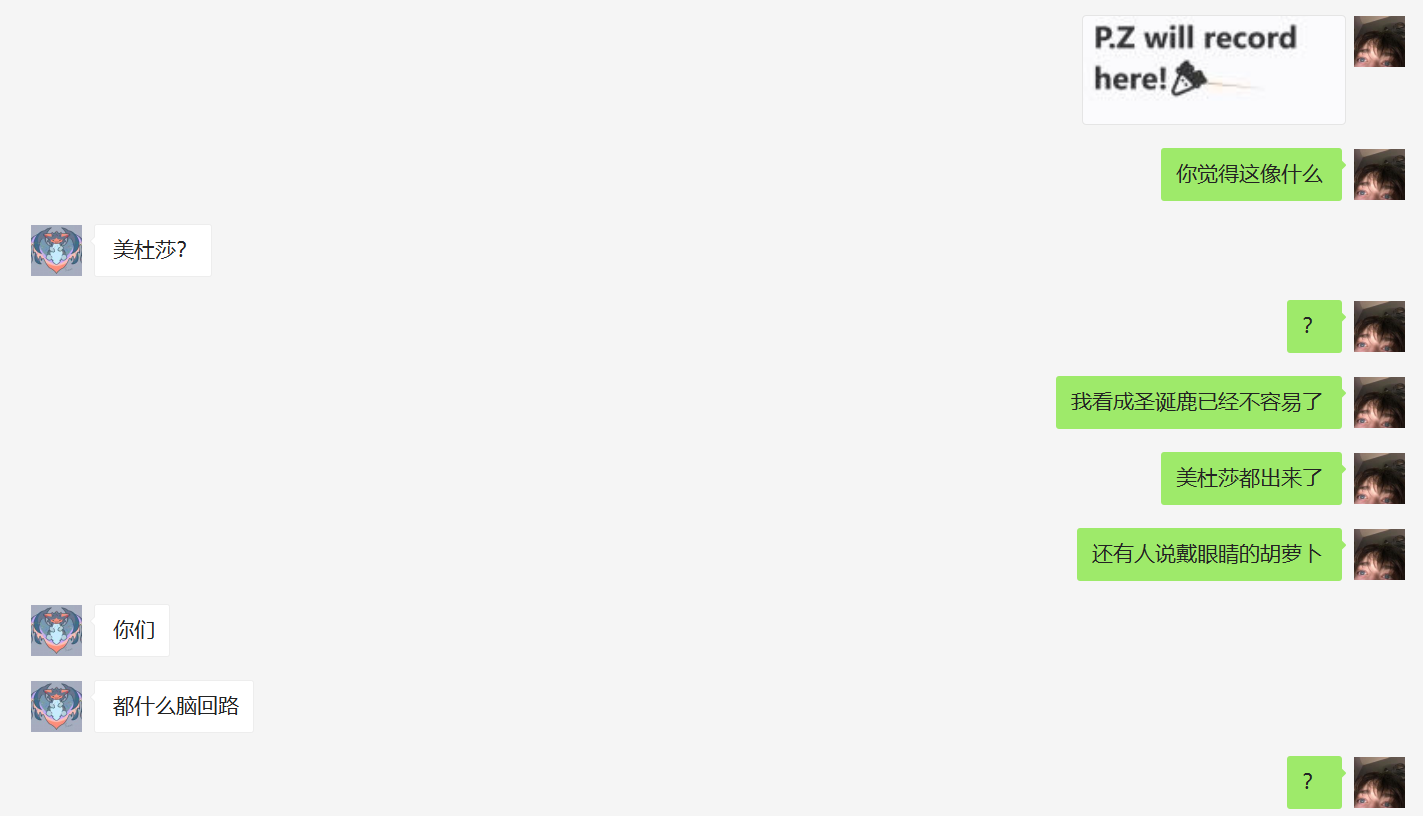 P.Z will record
here!
你觉得这像什么
美杜莎?
?
我看成圣诞鹿已经不容易了
美杜莎都出来了
还有人说戴眼睛的胡萝卜
你们
都什么脑回路
?